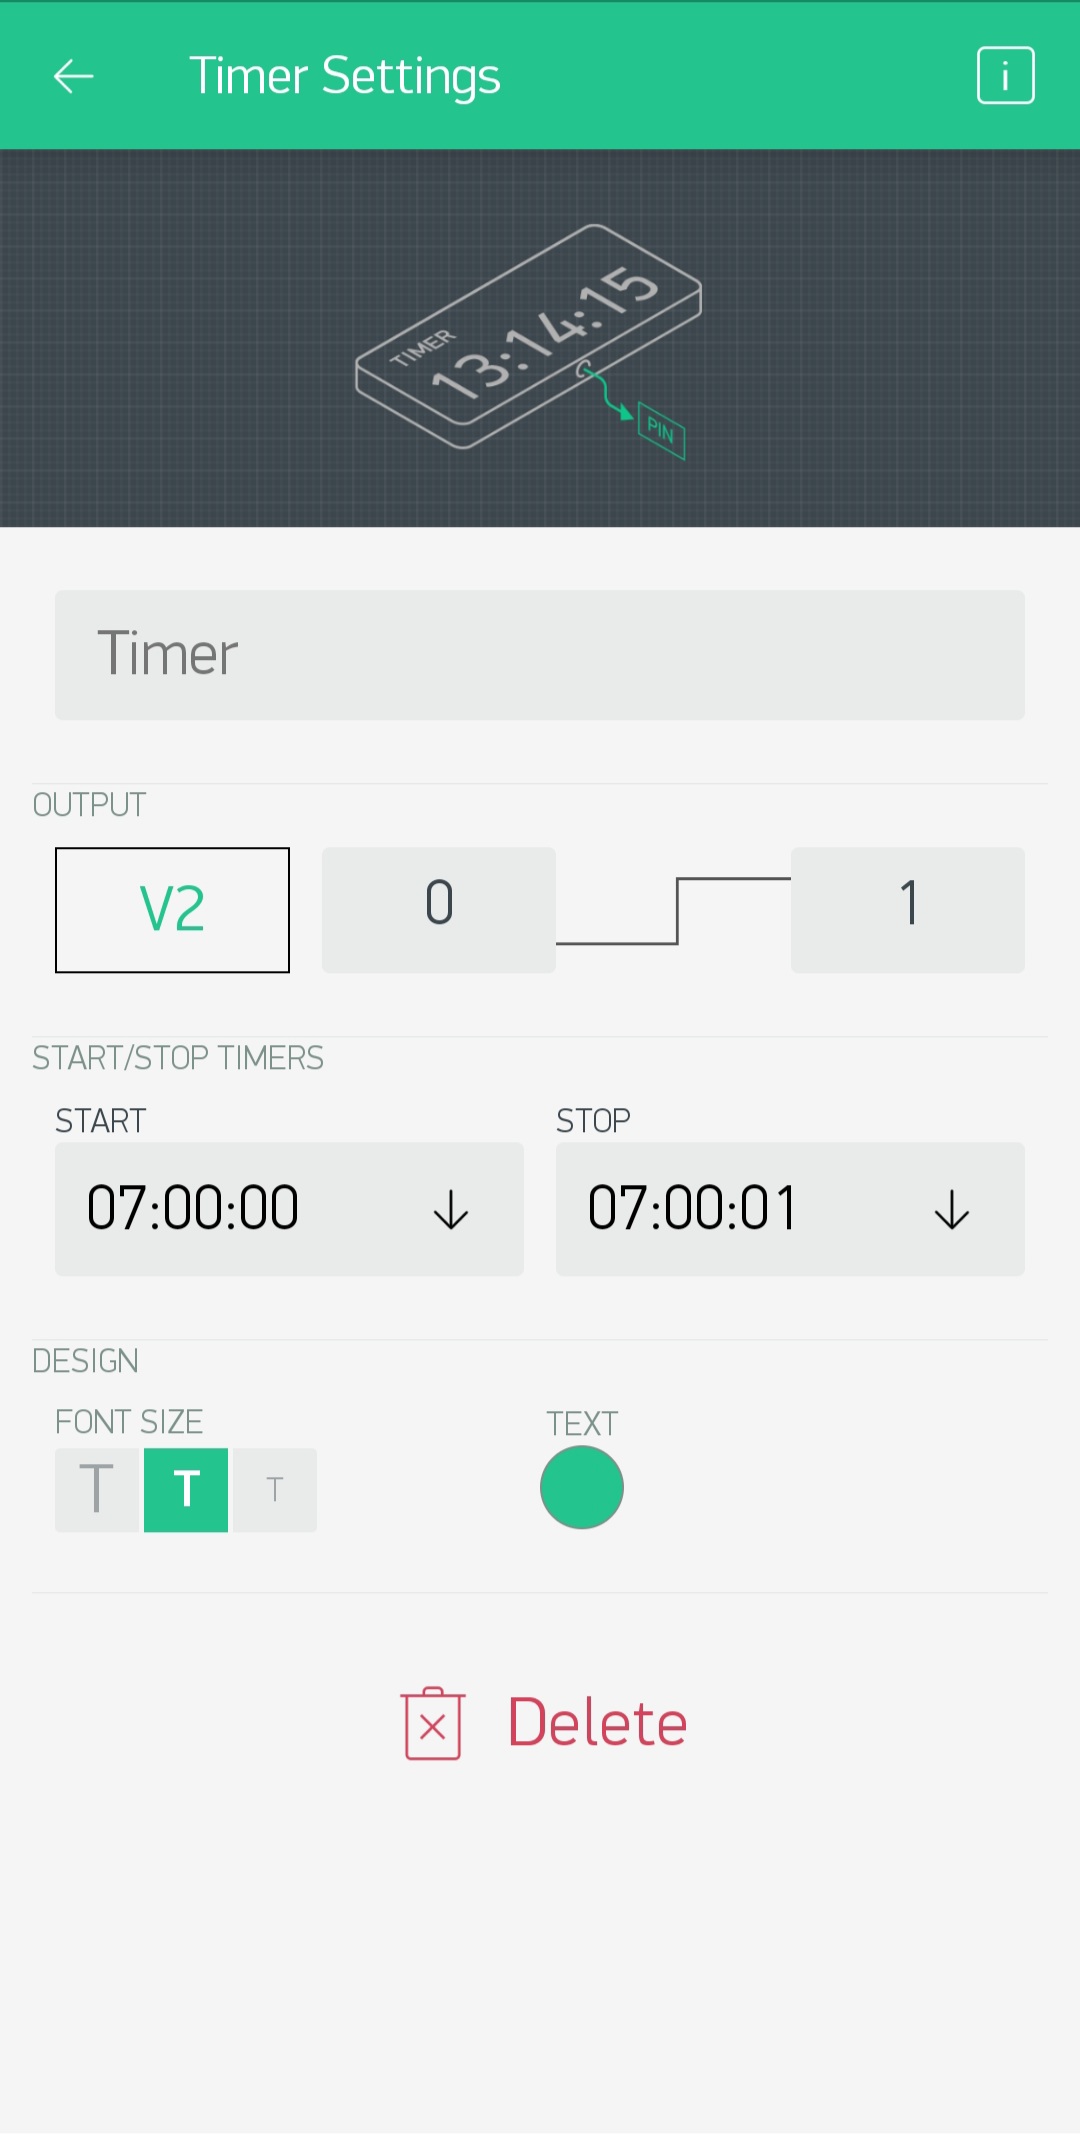 Timer Settings
i
TIMER
13:14:15
PIN
Timer
OUTPUT
V2 0 1
START/STOP TIMERS
START STOP
07:00:00 07:00:01
DESIGN
FONT SIZE TEXT
T T T
Delete